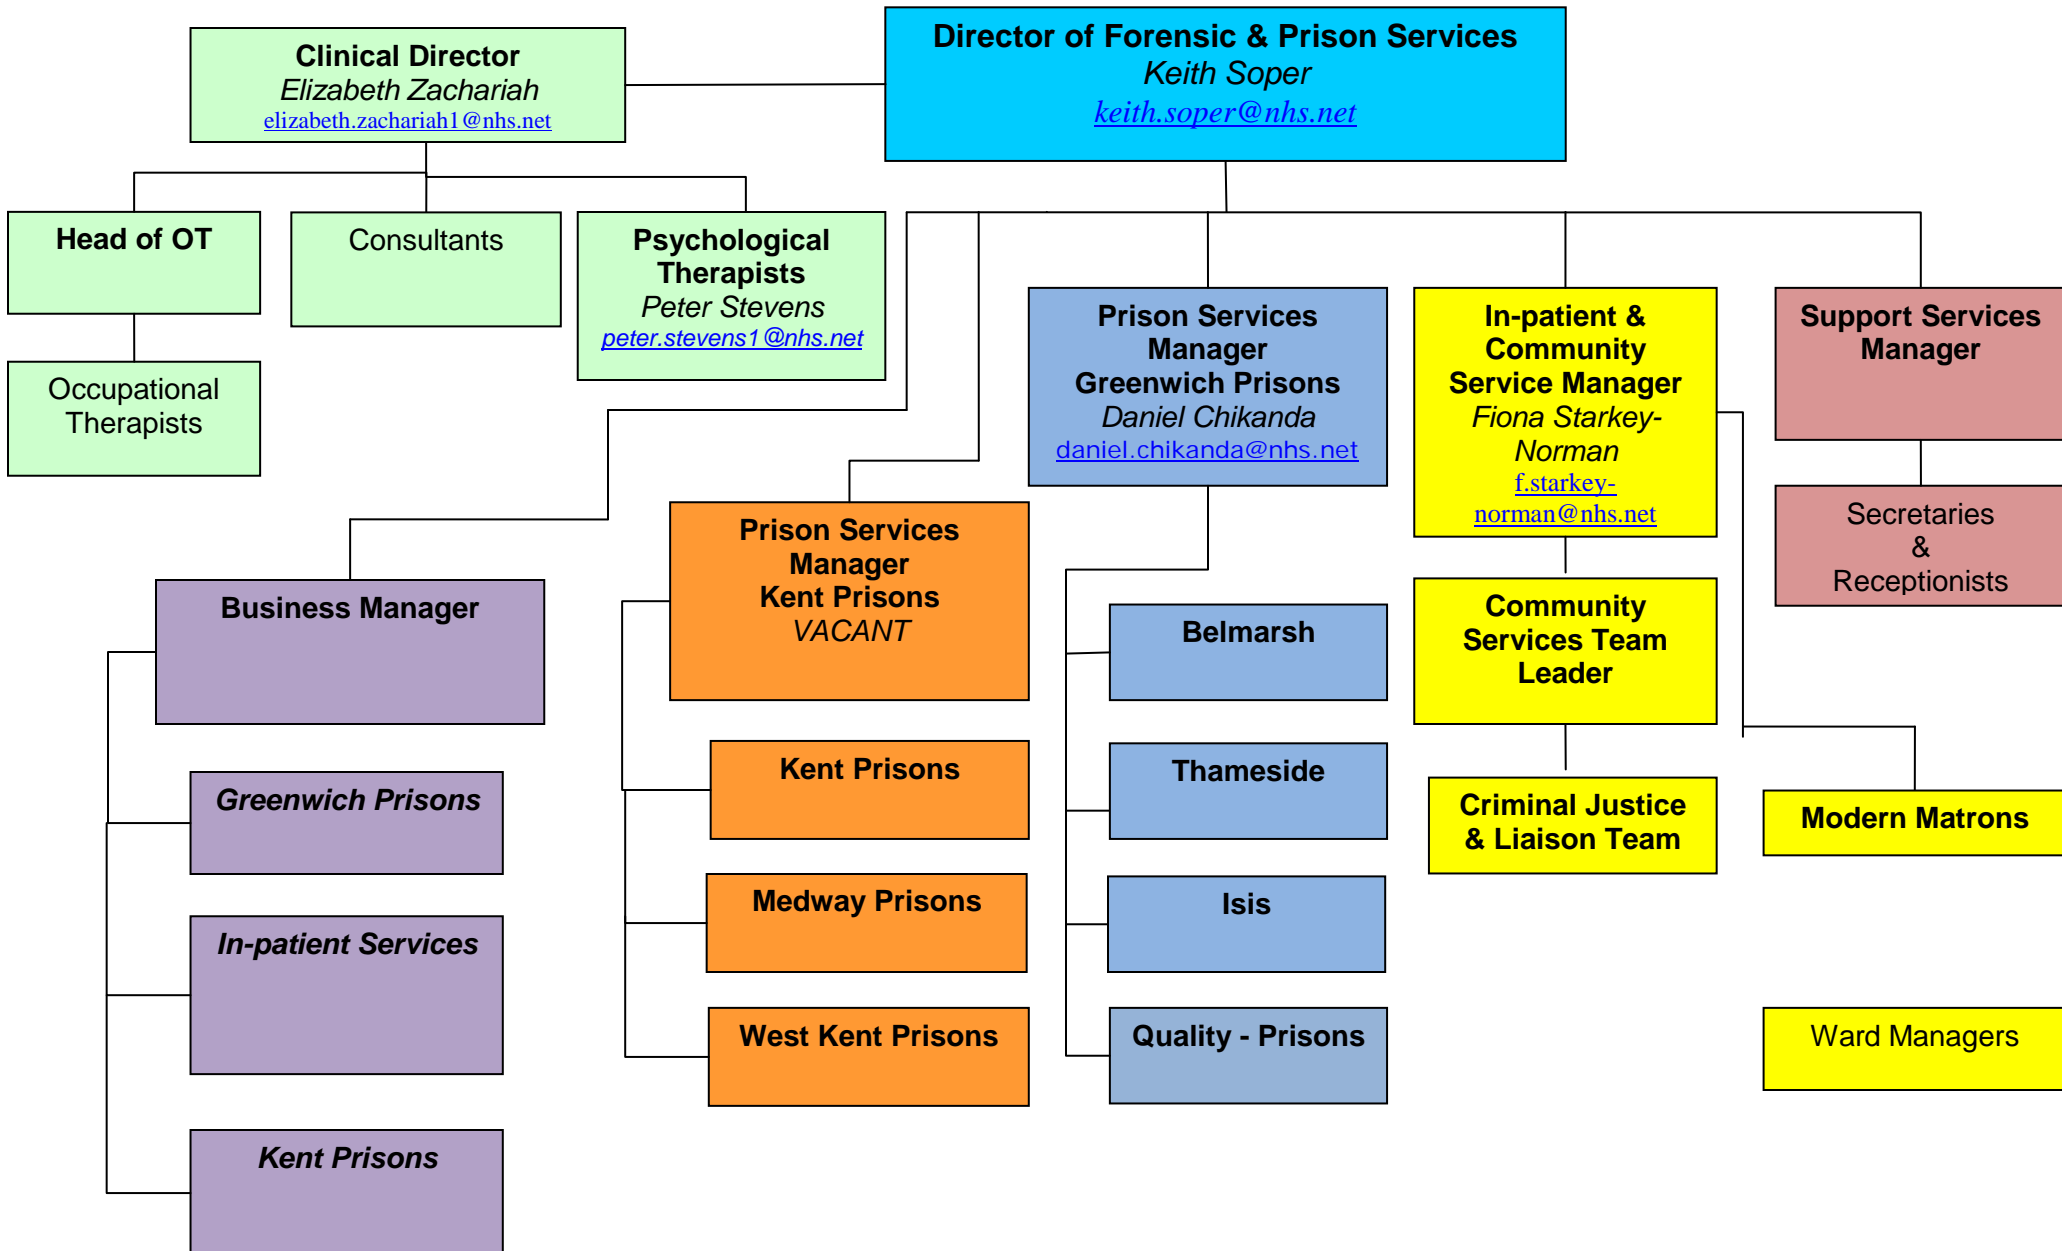 Clinical Director
Elizabeth Zachariah
elizabeth.zachariah1@nhs.net
Director of Forensic & Prison Services
Keith Soper
keith.soper@nhs.net
Head of OT
Consultants
Psychological
Therapists
Peter Stevens
peter.stevens1@nhs.net
Occupational
Therapists
Prison Services
Manager
Greenwich Prisons
Daniel Chikanda
daniel.chikanda@nhs.net
In-patient &
Community
Service Manager
Fiona Starkey-
Norman
f.starkey-
norman@nhs.net
Support Services
Manager
Secretaries
&
Receptionists
Business Manager
Greenwich Prisons
In-patient Services
Kent Prisons
Prison Services
Manager
Kent Prisons
VACANT
Kent Prisons
Medway Prisons
West Kent Prisons
Belmarsh
Thameside
Isis
Quality - Prisons
Community
Services Team
Leader
Criminal Justice
& Liaison Team
Modern Matrons
Ward Managers